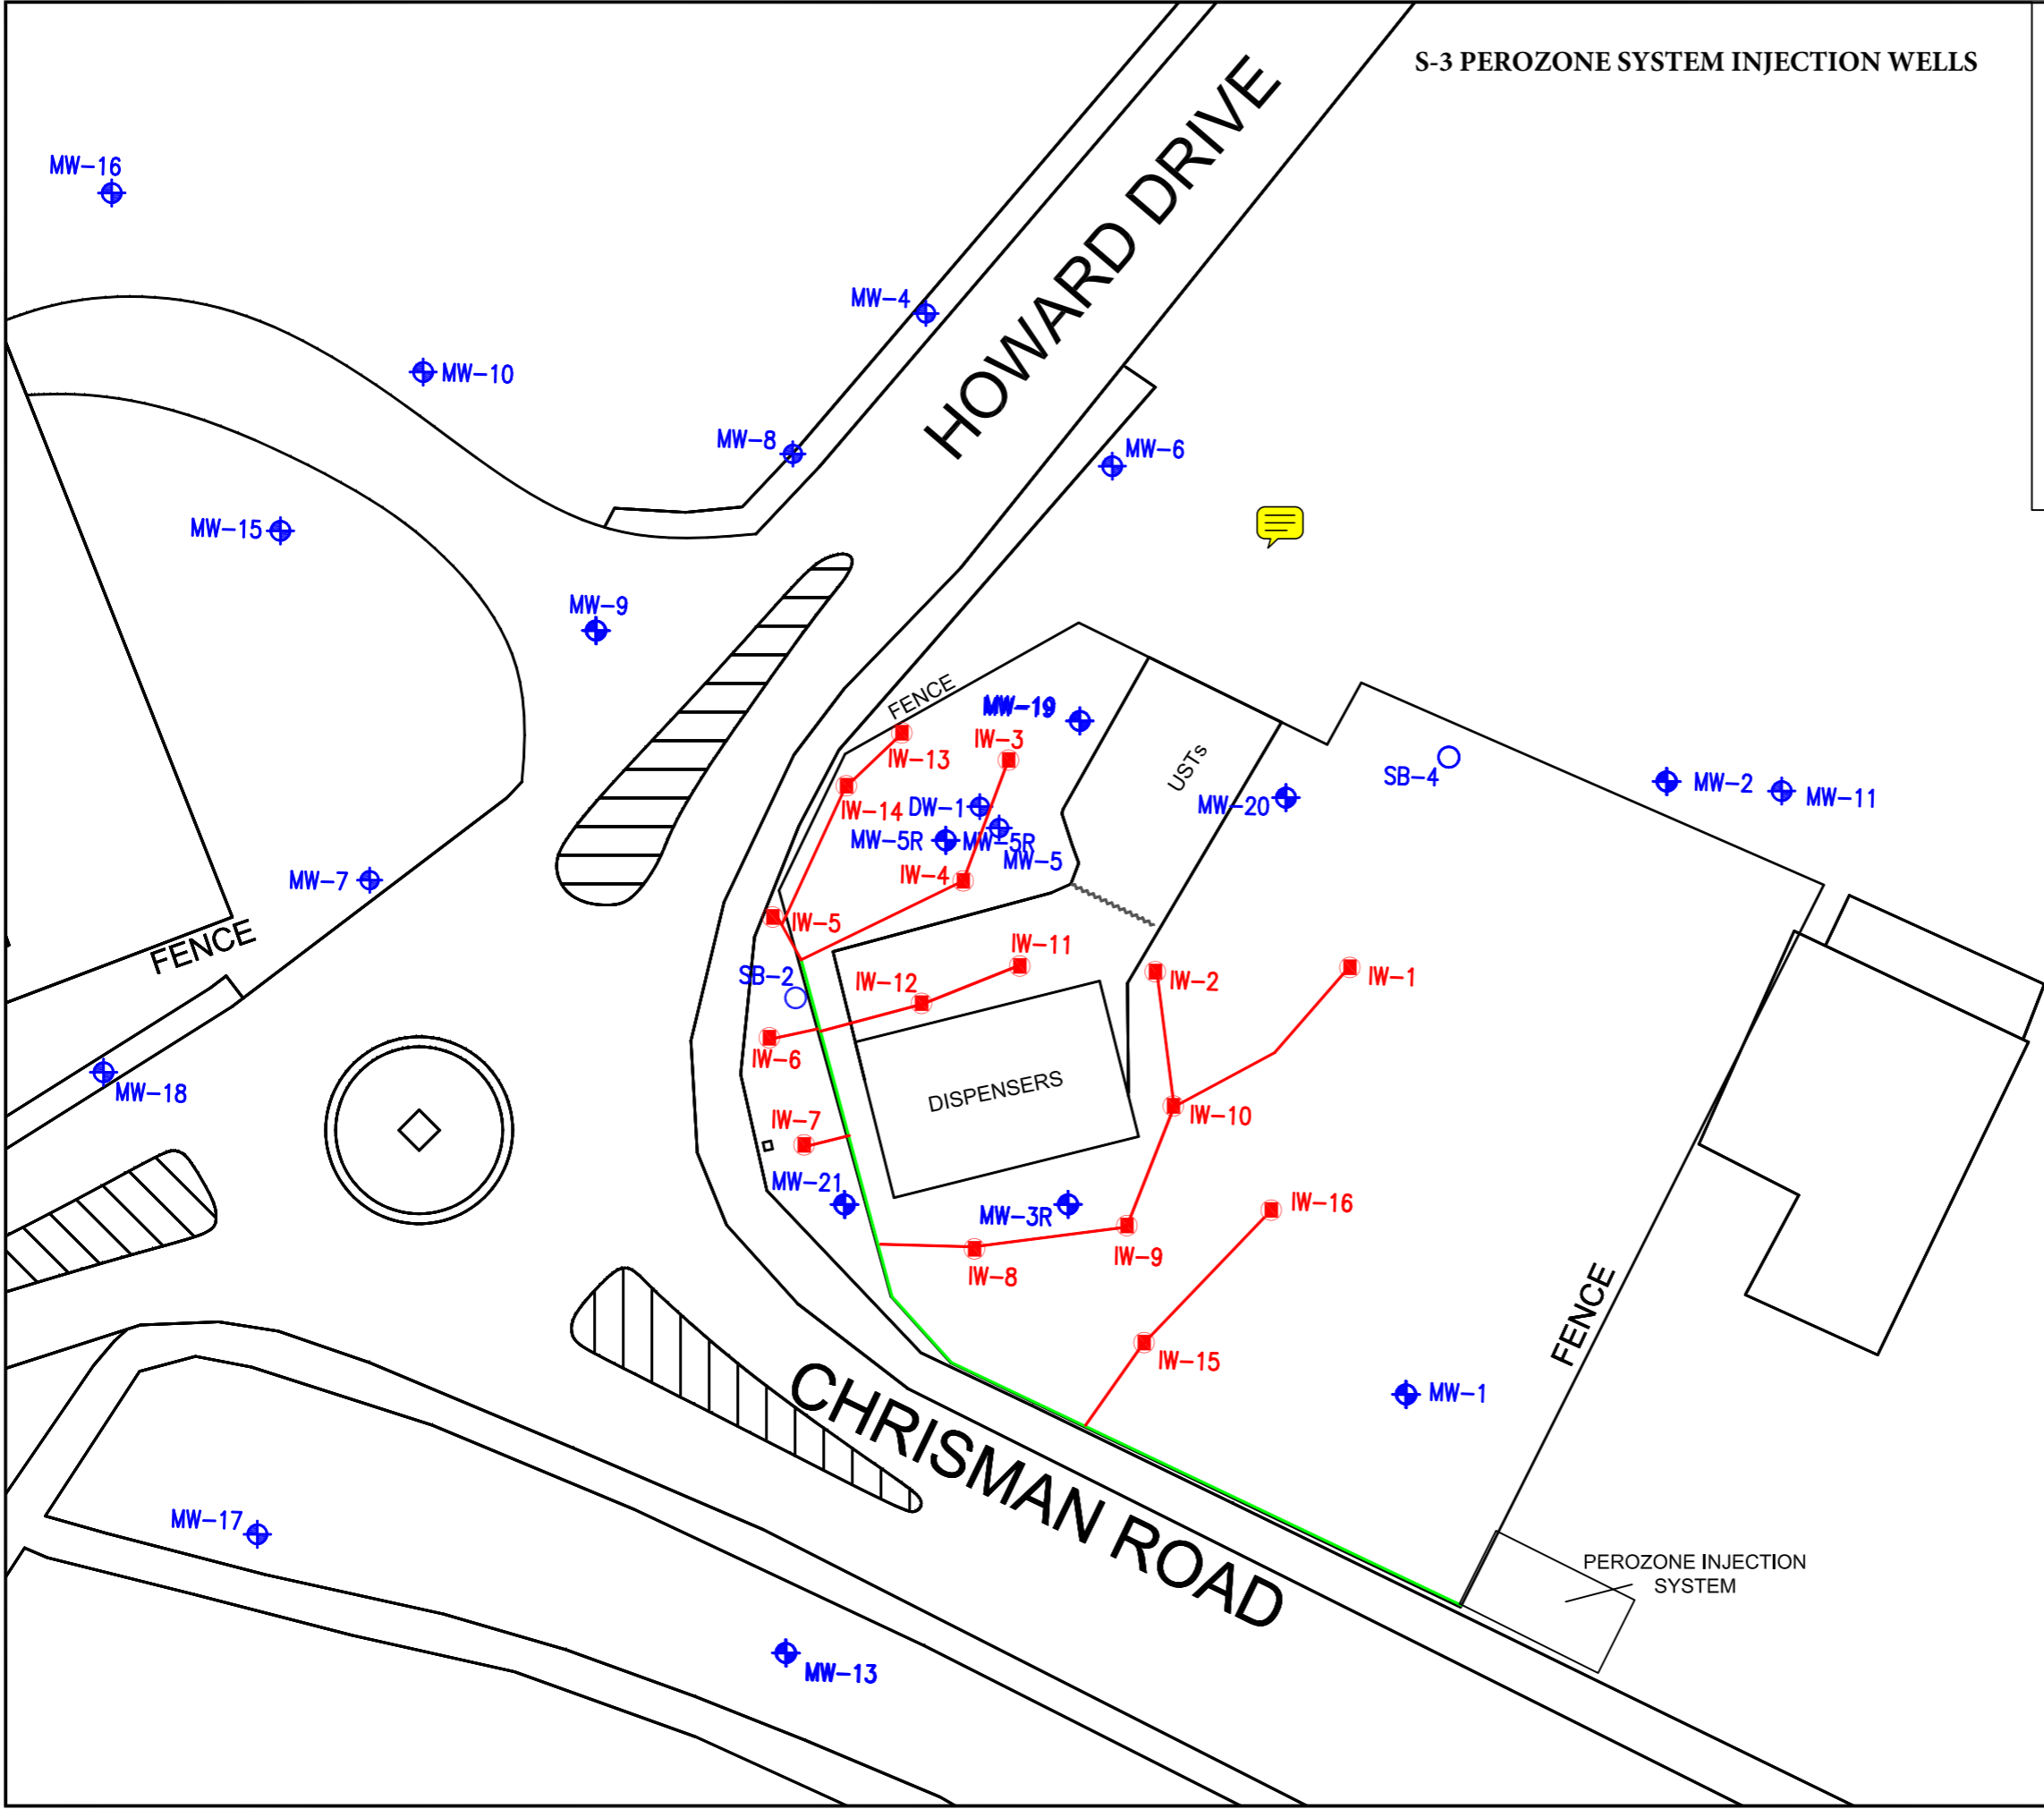 S-3 PEROZONE SYSTEM INJECTION WELLS
HOWARD DRIVE
MW-16
MW-4
MW-10
MW-8
MW-6
MW-15
MW-9
FENCE
MW-19
IW-3
IW-13
USTs
SB-4
MW-2
MW-11
IW-14
DW-1
MW-20
MW-5R
MW-5R
MW-5
MW-7
IW-4
IW-5
FENCE
IW-11
SB-2
IW-12
IW-2
IW-1
IW-6
MW-18
DISPENSERS
IW-10
IW-7
MW-21
MW-3R
IW-16
IW-9
IW-8
FENCE
IW-15
MW-1
CHRISMAN ROAD
MW-17
PEROZONE INJECTION
SYSTEM
MW-13